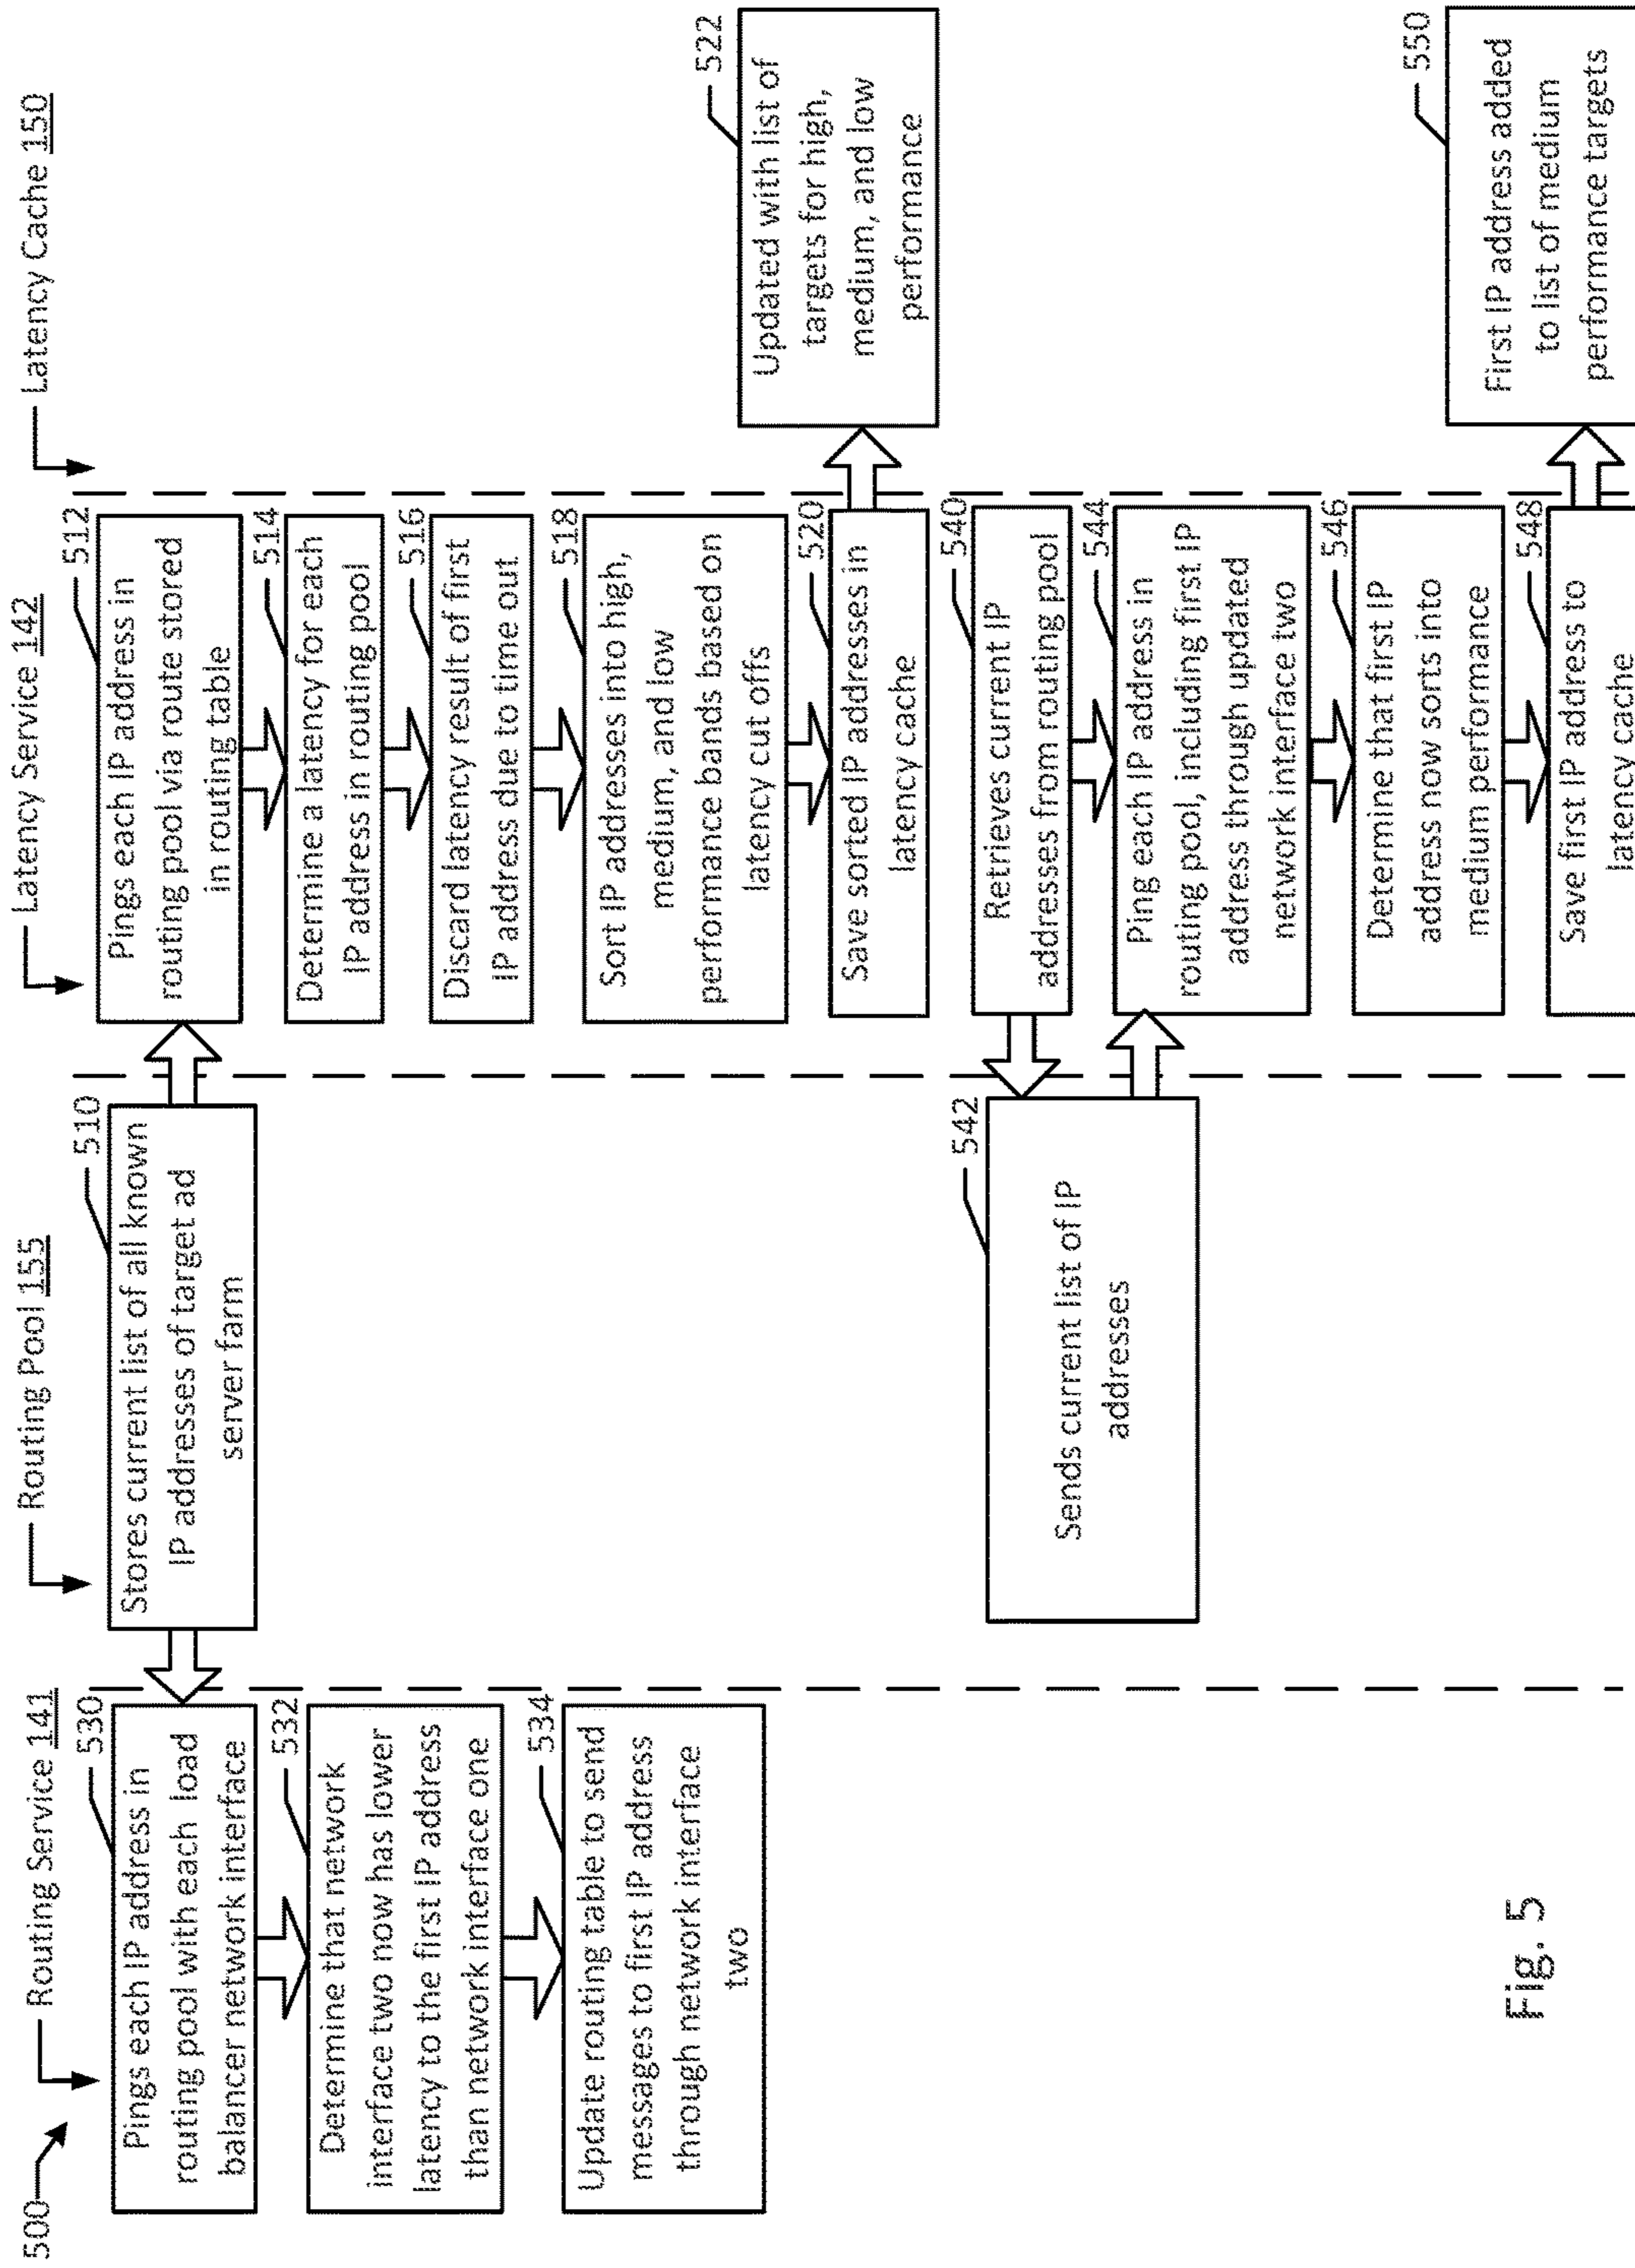 500
Routing Service 141
Routing Pool 155
Latency Service 142
Latency Cache 150
530
Pings each IP address in
routing pool with each load
balancer network interface
532
Determine that network
interface two now has lower
latency to the first IP address
than network interface one
534
Update routing table to send
messages to first IP address
through network interface
two
510
Stores current list of all known
IP addresses of target ad
server farm
512
Pings each IP address in
routing pool via route stored
in routing table
514
Determine a latency for each
IP address in routing pool
516
Discard latency result of first
IP address due to time out
518
Sort IP addresses into high,
medium, and low
performance bands based on
latency cut offs
520
Save sorted IP addresses in
latency cache
522
Updated with list of
targets for high,
medium, and low
performance
540
Retrieves current IP
addresses from routing pool
542
Sends current list of IP
addresses
544
Ping each IP address in
routing pool, including first IP
address through updated
network interface two
546
Determine that first IP
address now sorts into
medium performance
548
Save first IP address to
latency cache
550
First IP address added
to list of medium
performance targets
Fig. 5